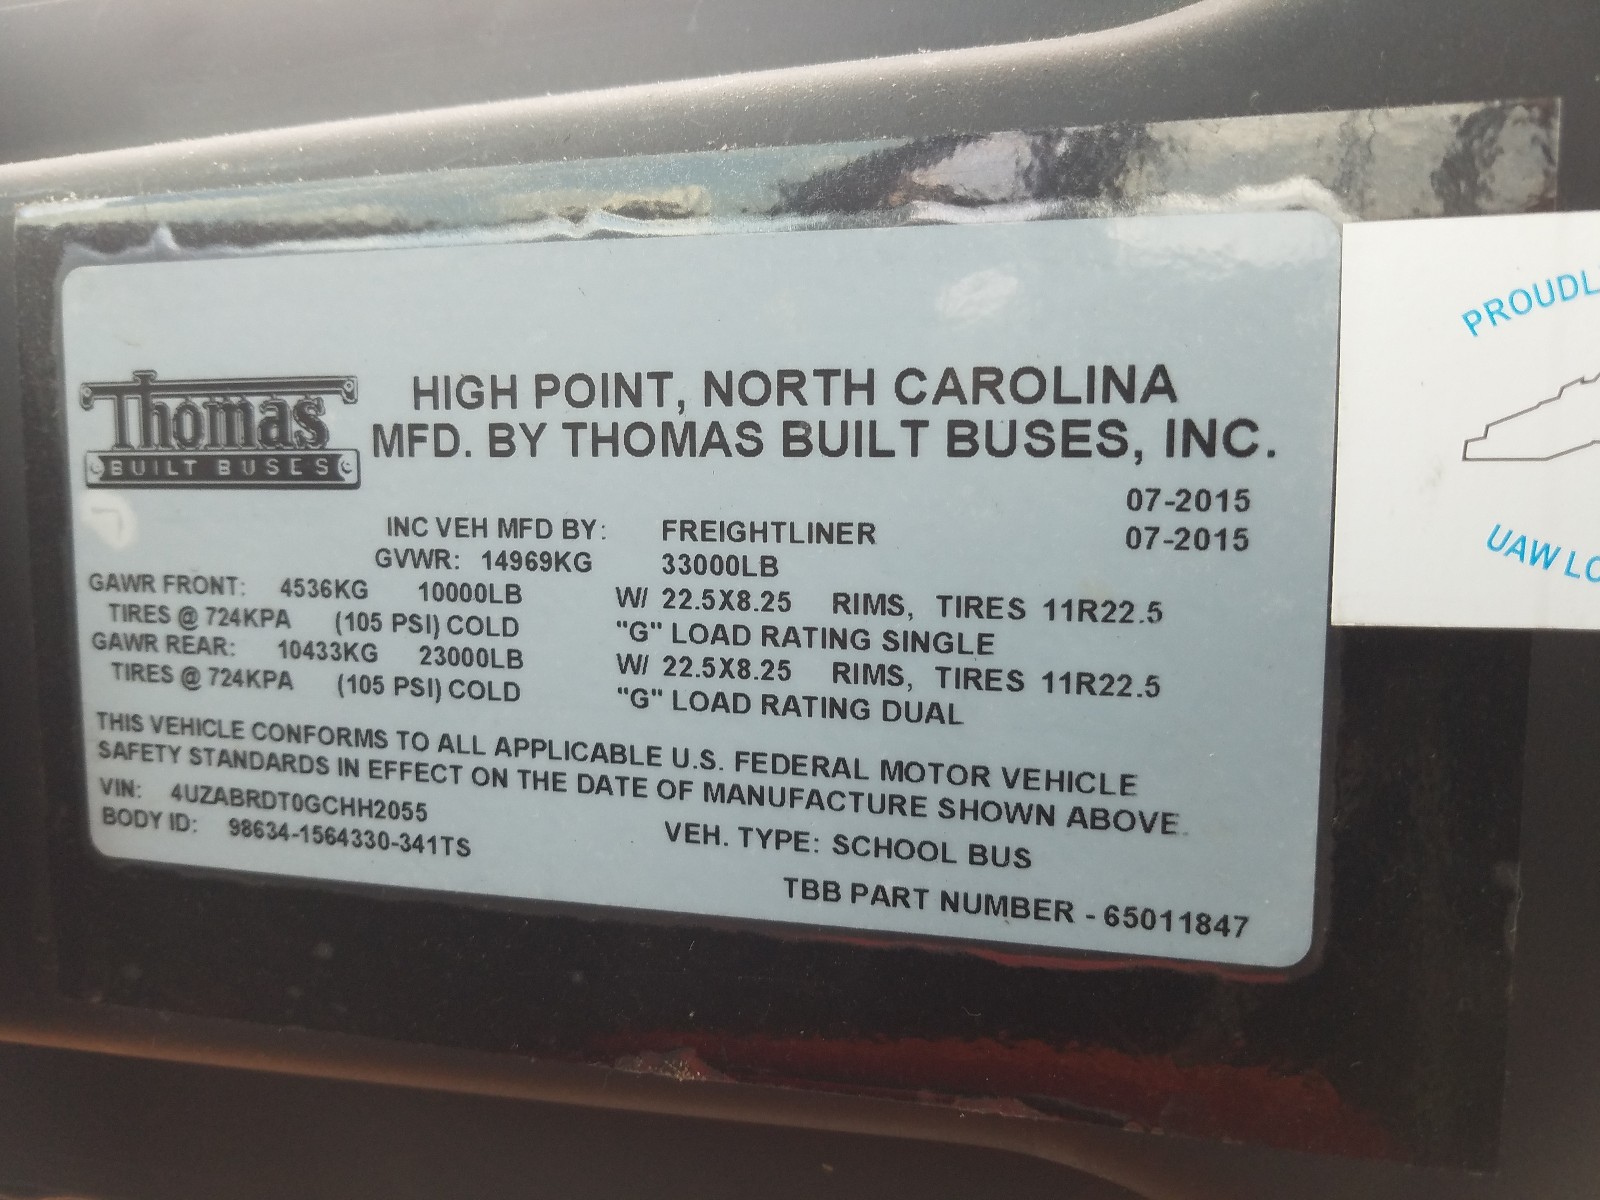 Thomas
BUILT BUSES
HIGH POINT, NORTH CAROLINA
MFD. BY THOMAS BUILT BUSES, INC.
07-2015
INC VEH MFD BY: FREIGHTLINER 07-2015
GVWR: 14969KG 33000LB
GAWR FRONT: 4536KG 10000LB W/ 22.5X8.25 RIMS, TIRES 11R22.5
TIRES @ 724KPA (105 PSI) COLD "G" LOAD RATING SINGLE
GAWR REAR: 10433KG 23000LB W/ 22.5X8.25 RIMS, TIRES 11R22.5
TIRES @ 724KPA (105 PSI) COLD "G" LOAD RATING DUAL
THIS VEHICLE CONFORMS TO ALL APPLICABLE U.S. FEDERAL MOTOR VEHICLE
SAFETY STANDARDS IN EFFECT ON THE DATE OF MANUFACTURE SHOWN ABOVE.
VIN: 4UZABRDT0GCHH2055
BODY ID: 98634-1564330-341TS VEH. TYPE: SCHOOL BUS
TBB PART NUMBER - 65011847
PROUDL
UAW LO